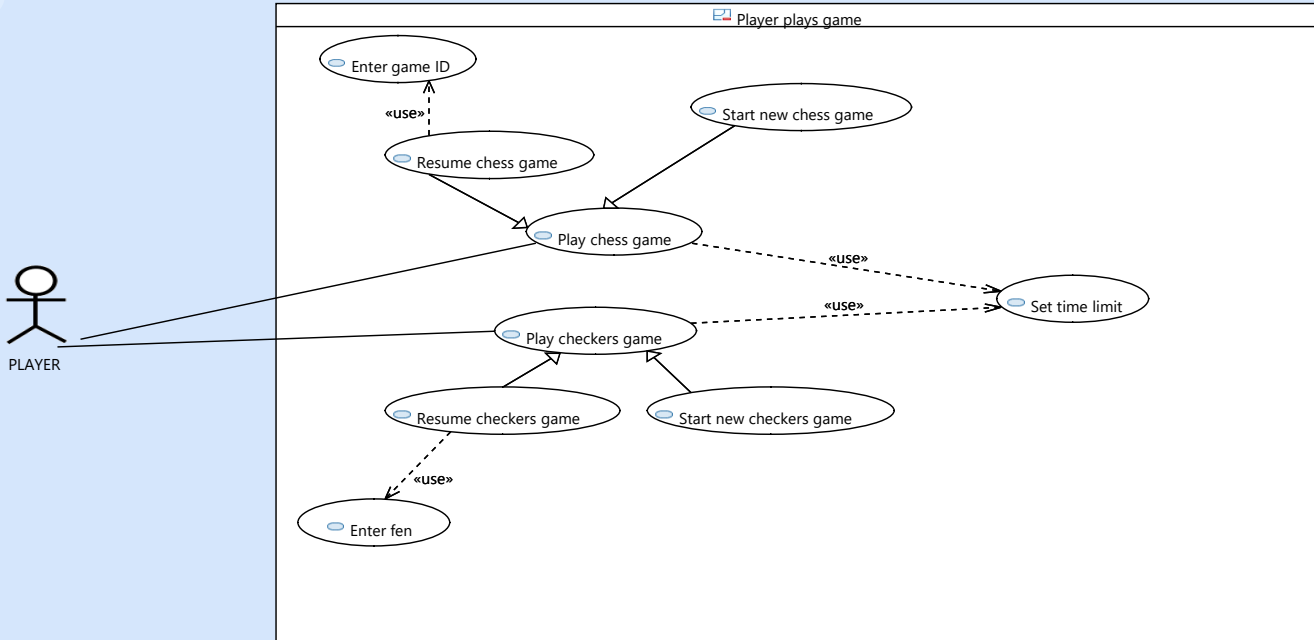 Player plays game
Enter game ID
«use»
Start new chess game
Resume chess game
Play chess game
«use»
Set time limit
«use»
Play checkers game
PLAYER
Resume checkers game
Start new checkers game
«use»
Enter fen